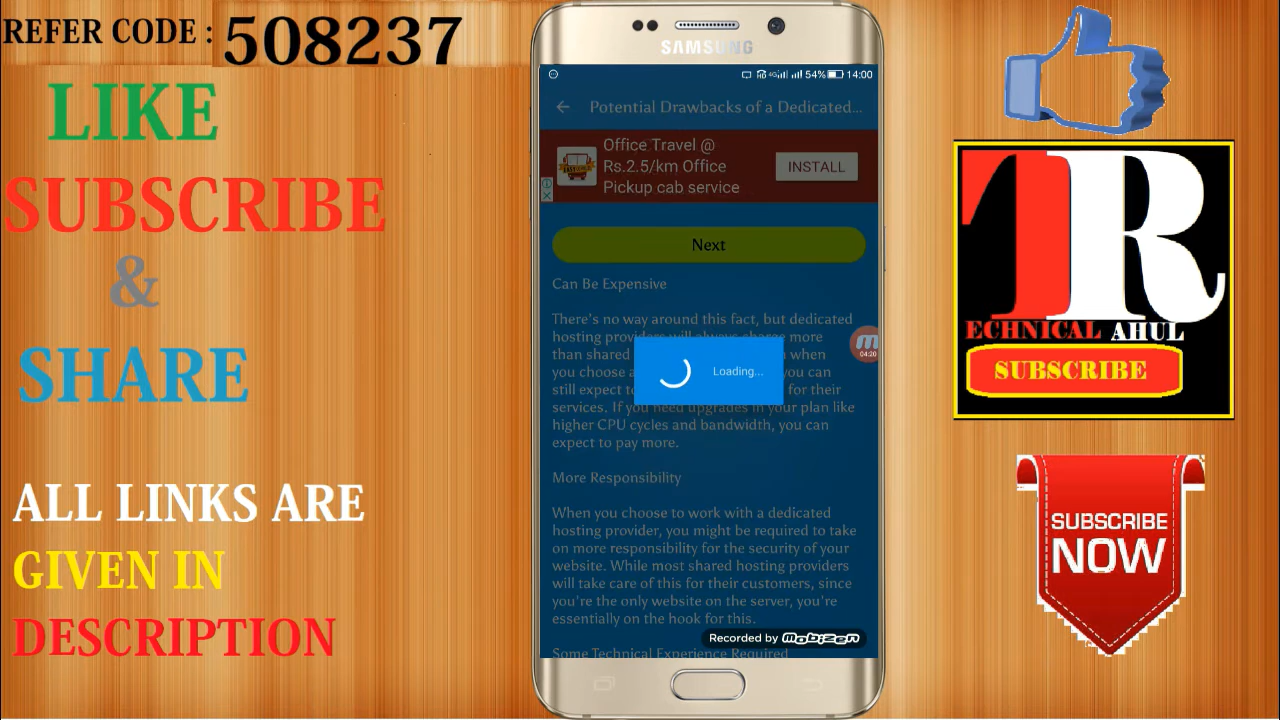 REFER CODE : 508237
LIKE
SUBSCRIBE
&
SHARE
ALL LINKS ARE
GIVEN IN
DESCRIPTION
SAMSUNG
54% 14:00
Potential Drawbacks of a Dedicated...
Office Travel @
Rs.2.5/km Office
Pickup cab service
INSTALL
Next
Can Be Expensive
There's no way around this fact, but dedicated
hosting providers will always charge more
than shared when
you choose a you can
still expect to for their
services. If you need upgrades in your plan like
higher CPU cycles and bandwidth, you can
expect to pay more.
Loading...
04:20
More Responsibility
When you choose to work with a dedicated
hosting provider, you might be required to take
on more responsibility for the security of your
website. While most shared hosting providers
will take care of this for their customers, since
you're the only website on the server, you're
essentially on the hook for this.
Some Technical Experience Required
Recorded by Mobizen
TR
ECHNICAL AHUL
SUBSCRIBE
SUBSCRIBE
NOW